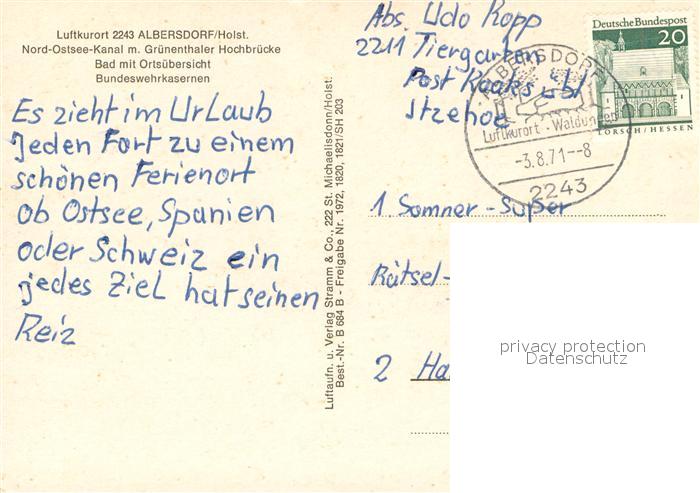 Luftkurort 2243 ALBERSDORF/Holst.
Nord-Ostsee-Kanal m. Grünenthaler Hochbrücke
Bad mit Ortsübersicht
Bundeswehrkasernen
Es zieht im UrLaub
jeden Fort zu einem
schönen Ferienort
ob Ostsee, Spanien
oder Schweiz ein
jedes ZieL hat seinen
Reiz
Luftaufn. u. Verlag Stramm & Co., 222 St. Michaelisdonn/Holst.
Best.-Nr. B 684 B - Freigabe Nr. 1972, 1820, 1821/SH 203
Abs. Udo Kopp
2211 Tiergarten
Post Kaaks übl
Itzehoe
Deutsche Bundespost
20
LORSCH/HESSEN
ALBERSDORF
Luftkurort - Waldungen
-3.8.71--8
2243
1. Sommer-Süßer
Rätsel-
2 Ha
privacy protection
Datenschutz